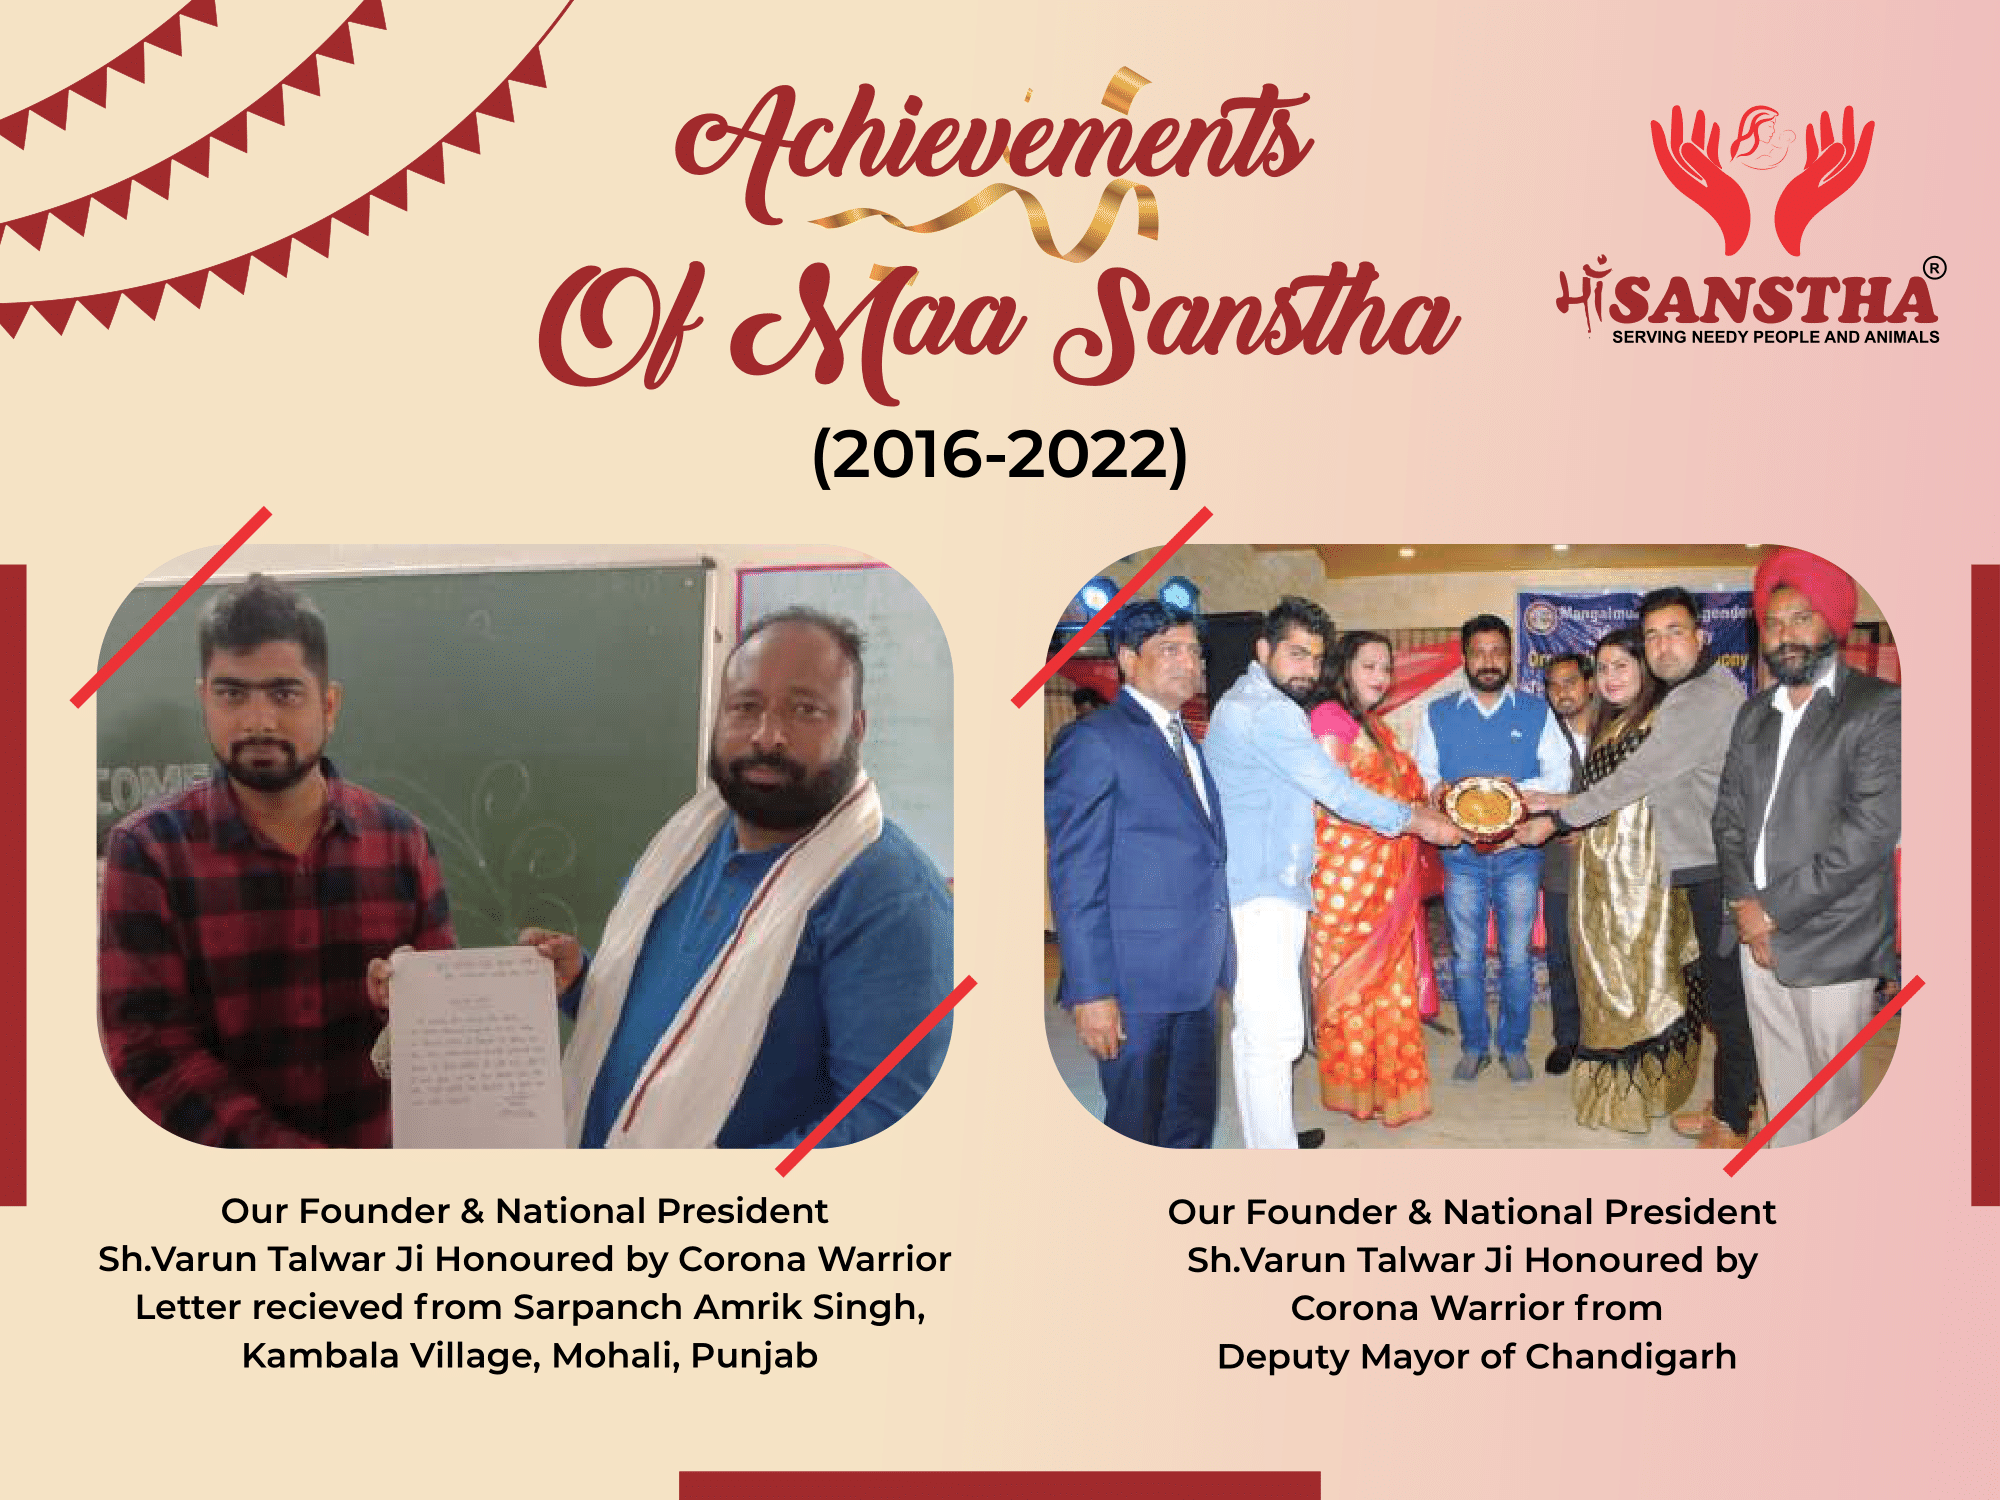 Achievements
Of Maa Sanstha
(2016-2022)
माँSANSTHA®
SERVING NEEDY PEOPLE AND ANIMALS
COME
Our Founder & National President
Sh.Varun Talwar Ji Honoured by Corona Warrior
Letter recieved from Sarpanch Amrik Singh,
Kambala Village, Mohali, Punjab
Our Founder & National President
Sh.Varun Talwar Ji Honoured by
Corona Warrior from
Deputy Mayor of Chandigarh